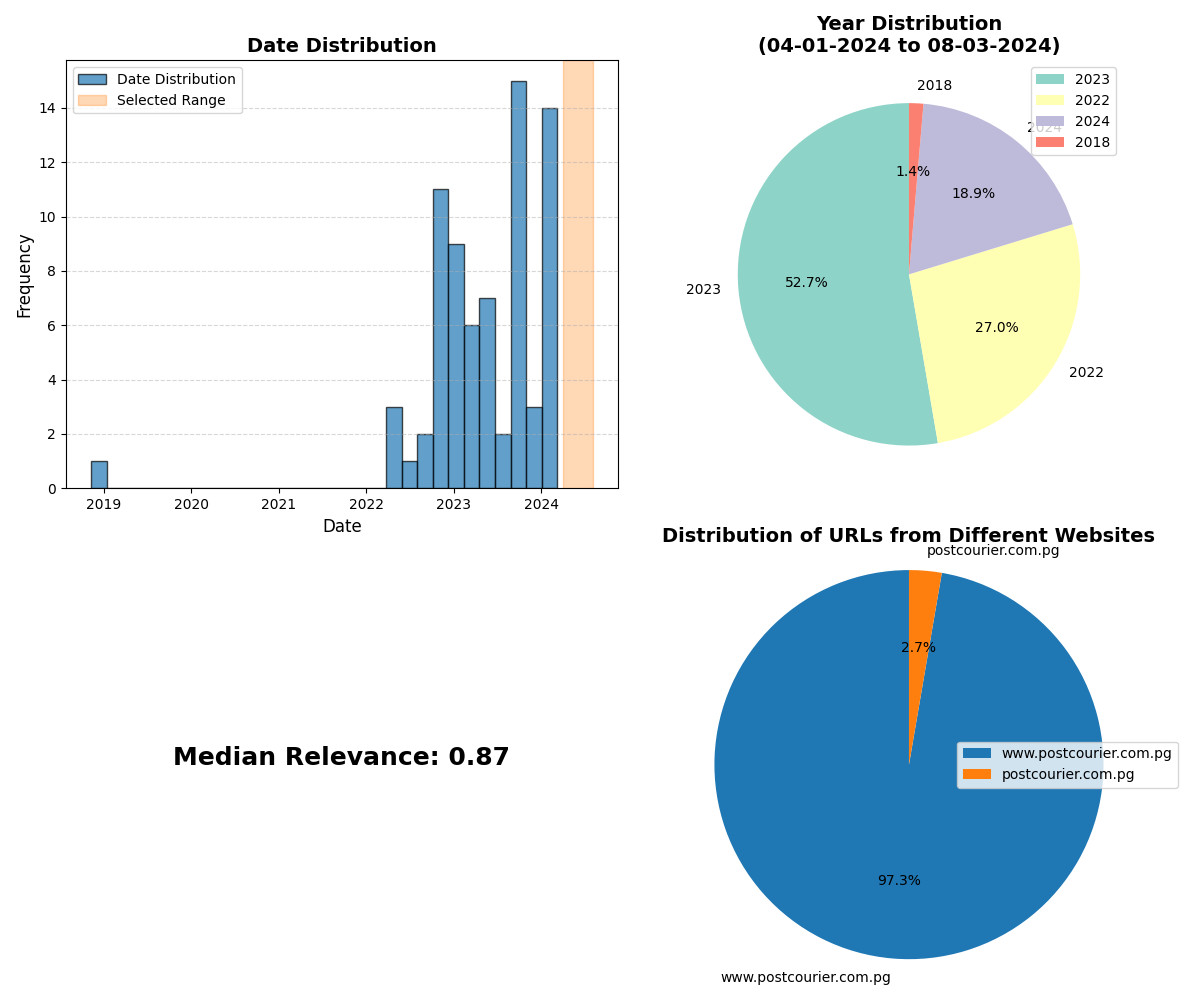 Date Distribution
Date Distribution
Selected Range
Frequency
14
12
10
8
6
4
2
0
2019
2020
2021
2022
2023
2024
Date
Year Distribution
(04-01-2024 to 08-03-2024)
2023
2022
2024
2018
2018
2024
1.4%
18.9%
52.7%
2023
27.0%
2022
Median Relevance: 0.87
Distribution of URLs from Different Websites
postcourier.com.pg
2.7%
www.postcourier.com.pg
postcourier.com.pg
97.3%
www.postcourier.com.pg